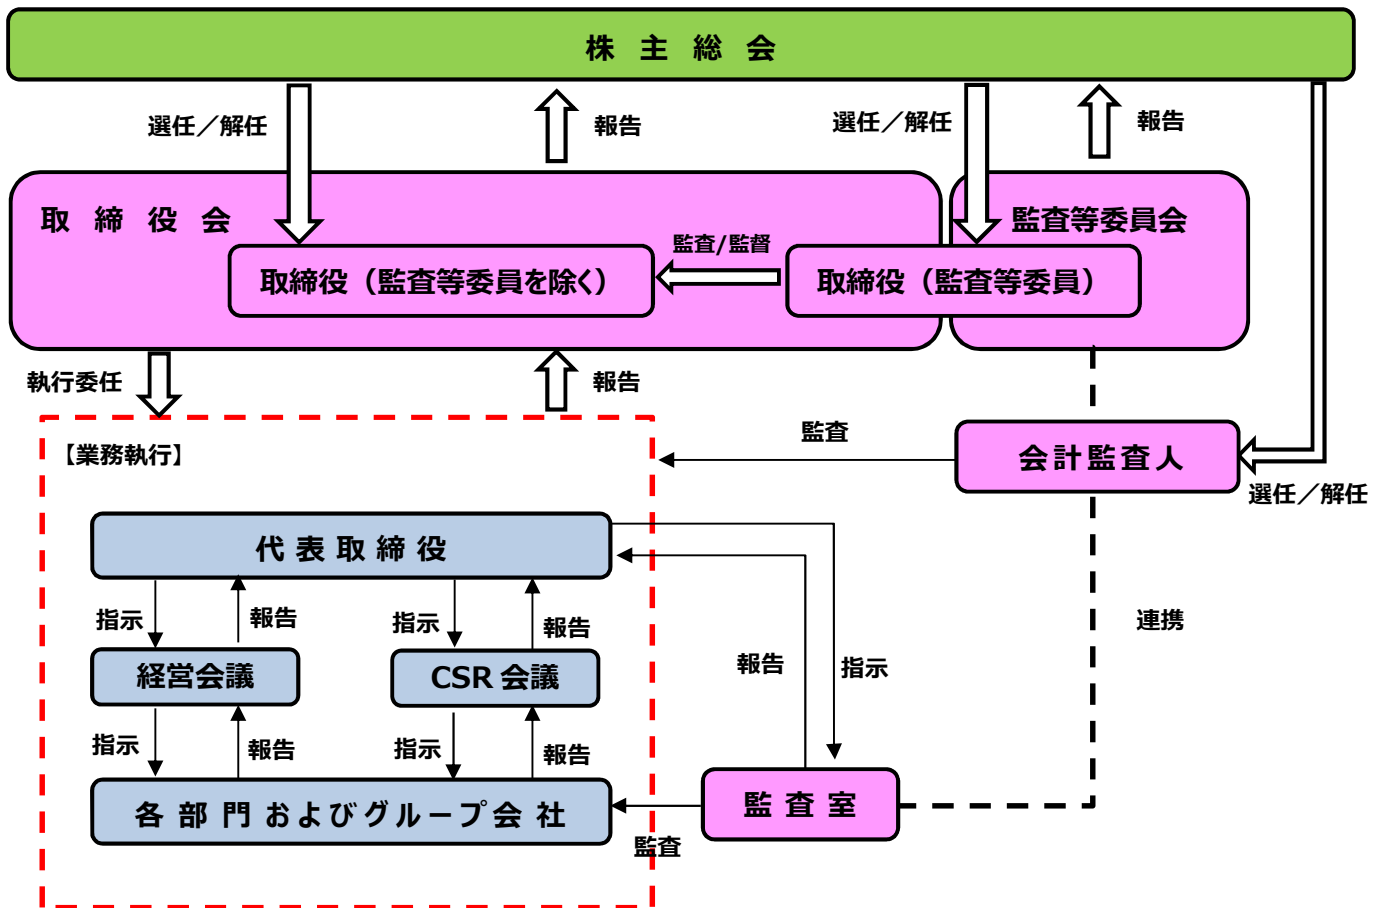 株主総会
選任／解任
報告
選任／解任
報告
取締役会
監査等委員会
監査/監督
取締役（監査等委員を除く）
取締役（監査等委員）
執行委任
報告
【業務執行】
監査
会計監査人
選任／解任
代表取締役
指示
報告
指示
報告
連携
経営会議
CSR 会議
報告
指示
指示
報告
指示
報告
各部門およびグループ会社
監査室
監査